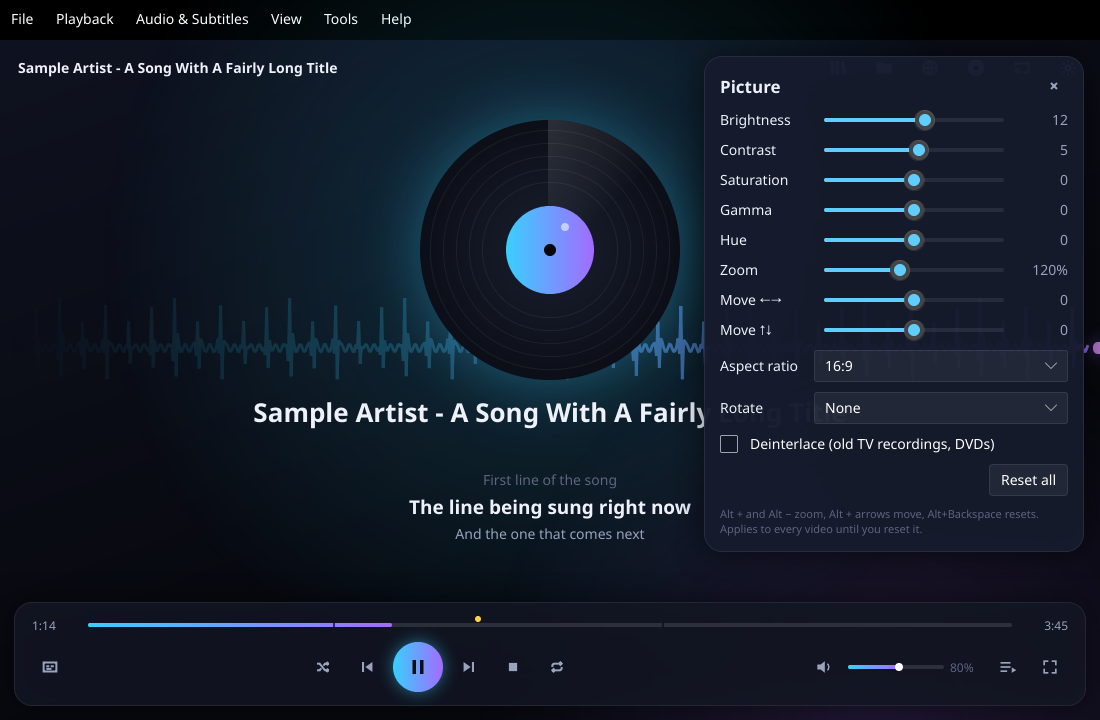 File Playback Audio & Subtitles View Tools Help
Sample Artist - A Song With A Fairly Long Title
Picture
Brightness 12
Contrast 5
Saturation 0
Gamma 0
Hue 0
Zoom 120%
Move ←→ 0
Move ↑↓ 0
Aspect ratio 16:9
Rotate None
Deinterlace (old TV recordings, DVDs)
Reset all
Alt + and Alt − zoom, Alt + arrows move, Alt+Backspace resets.
Applies to every video until you reset it.
Sample Artist - A Song With A Fairly Long Title
First line of the song
The line being sung right now
And the one that comes next
1:14 3:45
80%